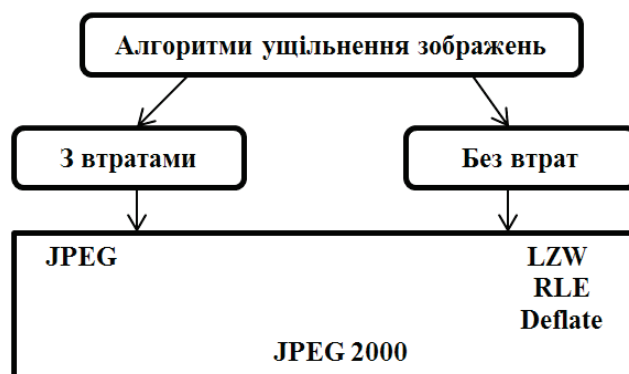 Алгоритми ущільнення зображень
З втратами
Без втрат
JPEG
LZW
RLE
Deflate
JPEG 2000